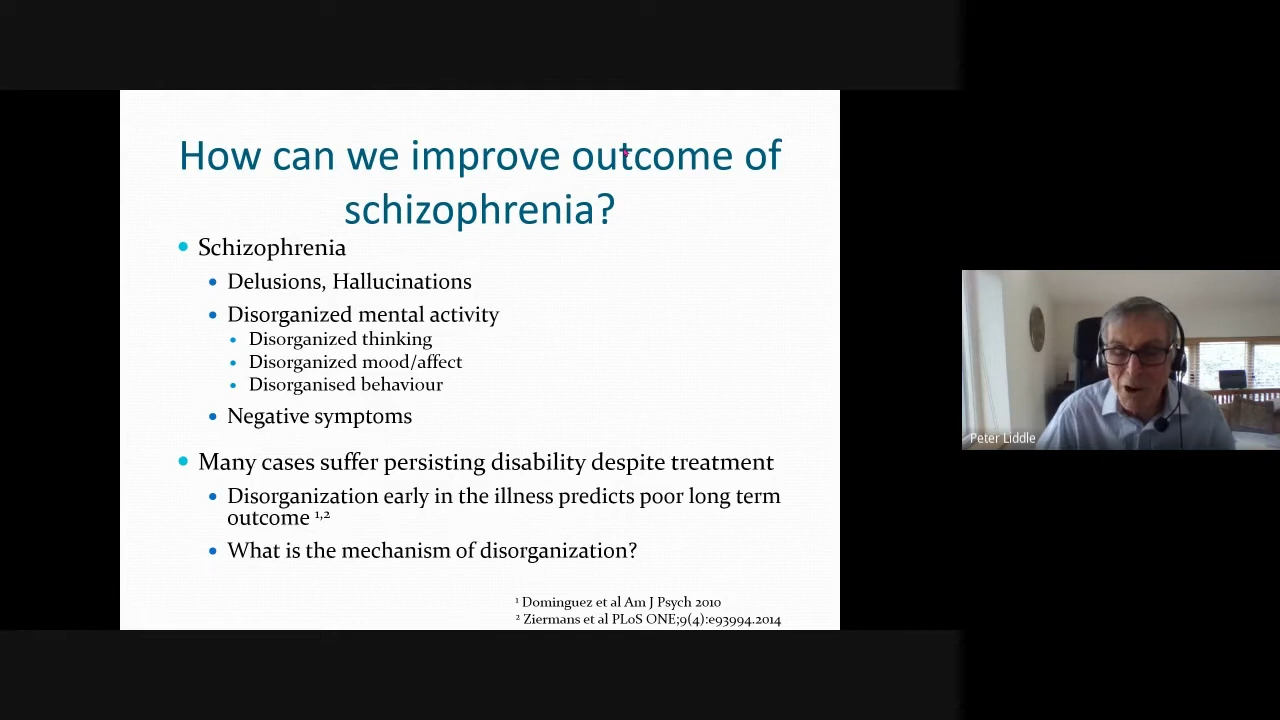 How can we improve outcome of
schizophrenia?
• Schizophrenia
• Delusions, Hallucinations
• Disorganized mental activity
• Disorganized thinking
• Disorganized mood/affect
• Disorganised behaviour
• Negative symptoms
• Many cases suffer persisting disability despite treatment
• Disorganization early in the illness predicts poor long term
outcome 1,2
• What is the mechanism of disorganization?
1 Dominguez et al Am J Psych 2010
2 Ziermans et al PLoS ONE;9(4):e93994.2014
Peter Liddle